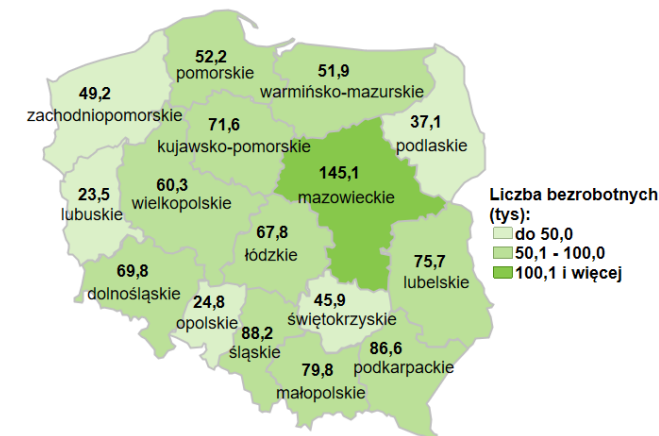 52,2
pomorskie
51,9
warmińsko-mazurskie
49,2
zachodniopomorskie
37,1
podlaskie
71,6
kujawsko-pomorskie
145,1
mazowieckie
60,3
wielkopolskie
23,5
lubuskie
67,8
łódzkie
75,7
lubelskie
69,8
dolnośląskie
24,8
opolskie
45,9
świętokrzyskie
88,2
śląskie
79,8
małopolskie
86,6
podkarpackie
Liczba bezrobotnych
(tys):
do 50,0
50,1 - 100,0
100,1 i więcej